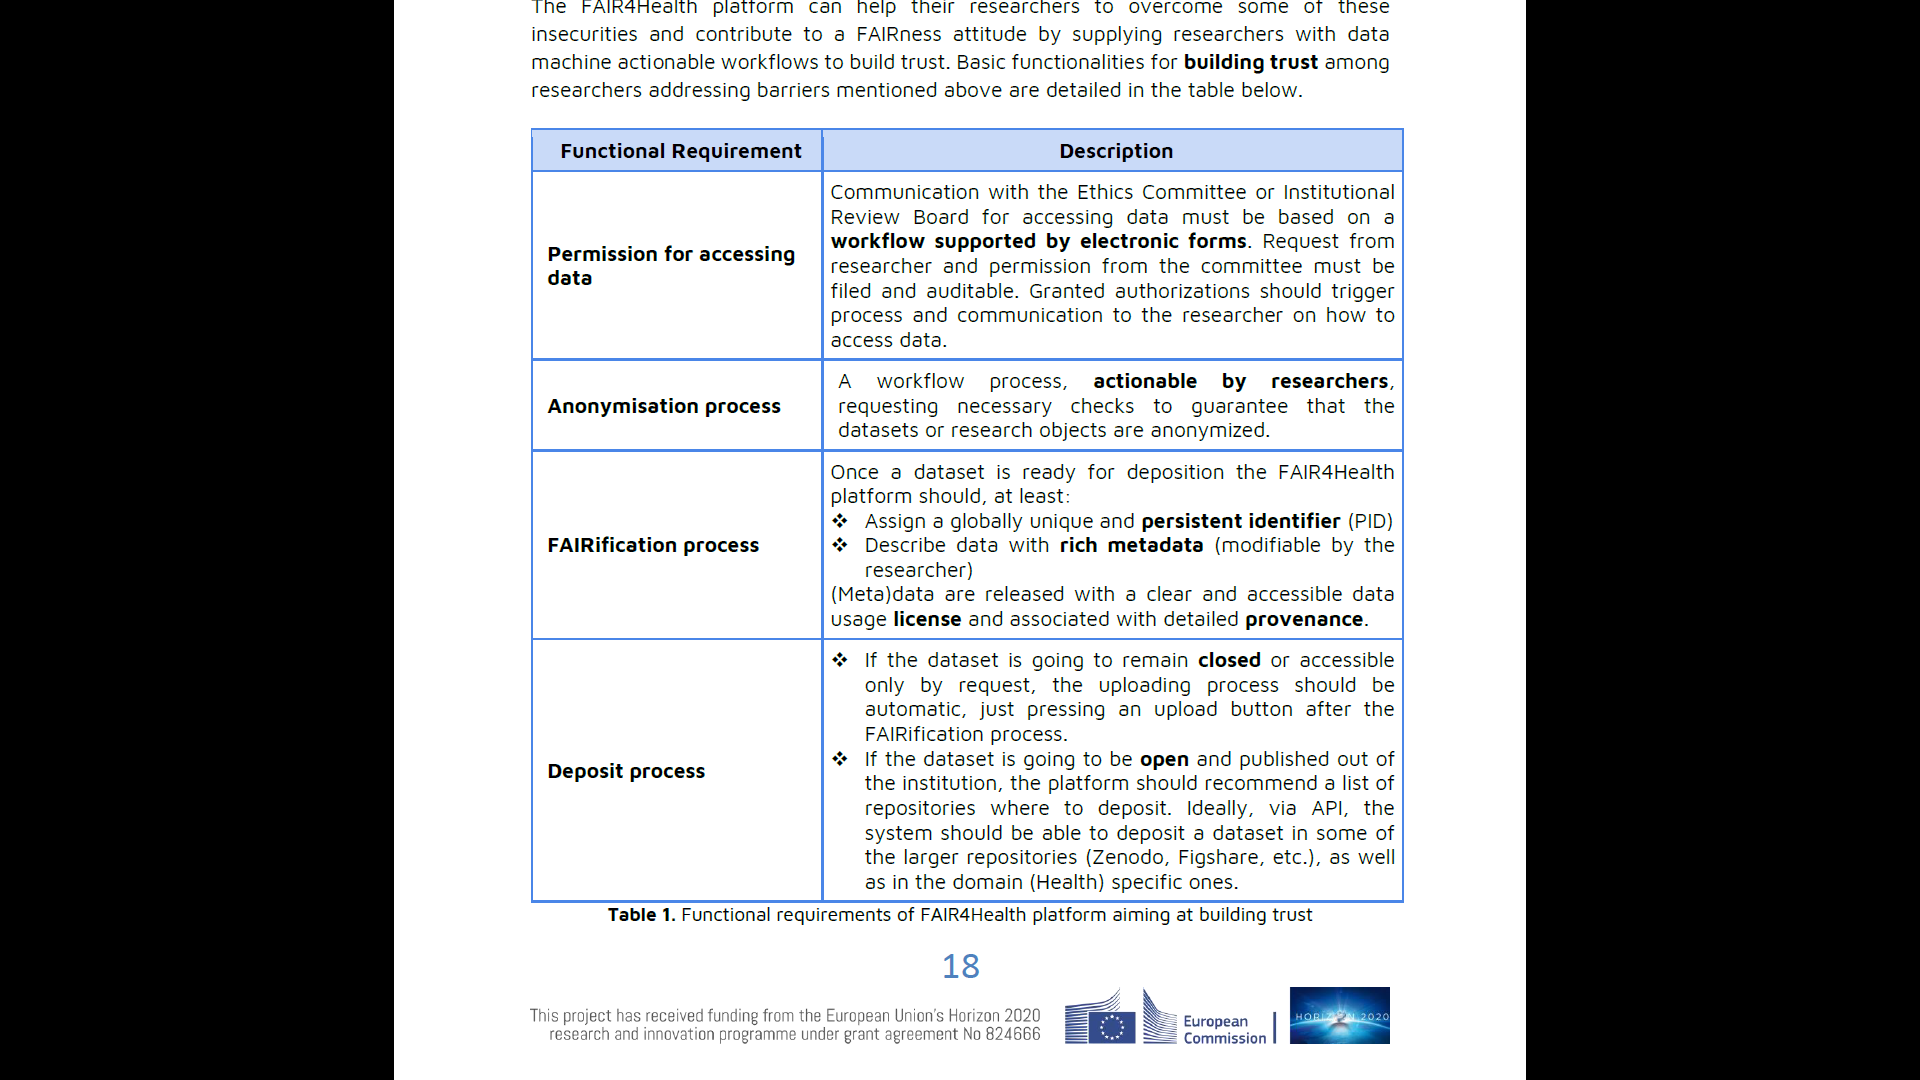 The FAIR4Health platform can help their researchers to overcome some of these
insecurities and contribute to a FAIRness attitude by supplying researchers with data
machine actionable workflows to build trust. Basic functionalities for building trust among
researchers addressing barriers mentioned above are detailed in the table below.
Functional Requirement
Description
Permission for accessing
data
Communication with the Ethics Committee or Institutional
Review Board for accessing data must be based on a
workflow supported by electronic forms. Request from
researcher and permission from the committee must be
filed and auditable. Granted authorizations should trigger
process and communication to the researcher on how to
access data.
Anonymisation process
A workflow process, actionable by researchers,
requesting necessary checks to guarantee that the
datasets or research objects are anonymized.
FAIRification process
Once a dataset is ready for deposition the FAIR4Health
platform should, at least:
❖ Assign a globally unique and persistent identifier (PID)
❖ Describe data with rich metadata (modifiable by the
researcher)
(Meta)data are released with a clear and accessible data
usage license and associated with detailed provenance.
Deposit process
❖ If the dataset is going to remain closed or accessible
only by request, the uploading process should be
automatic, just pressing an upload button after the
FAIRification process.
❖ If the dataset is going to be open and published out of
the institution, the platform should recommend a list of
repositories where to deposit. Ideally, via API, the
system should be able to deposit a dataset in some of
the larger repositories (Zenodo, Figshare, etc.), as well
as in the domain (Health) specific ones.
Table 1. Functional requirements of FAIR4Health platform aiming at building trust
18
This project has received funding from the European Union's Horizon 2020
research and innovation programme under grant agreement No 824666
European
Commission
HORIZON 2020